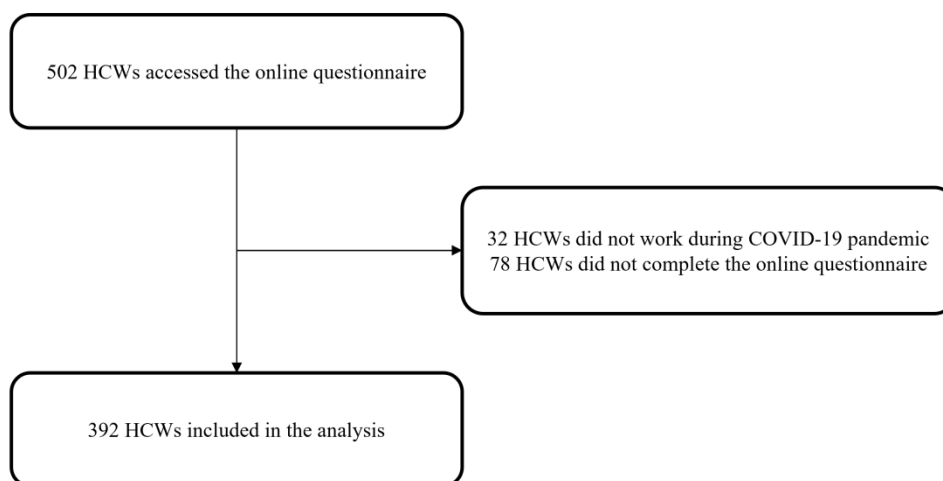 502 HCWs accessed the online questionnaire
32 HCWs did not work during COVID-19 pandemic
78 HCWs did not complete the online questionnaire
392 HCWs included in the analysis